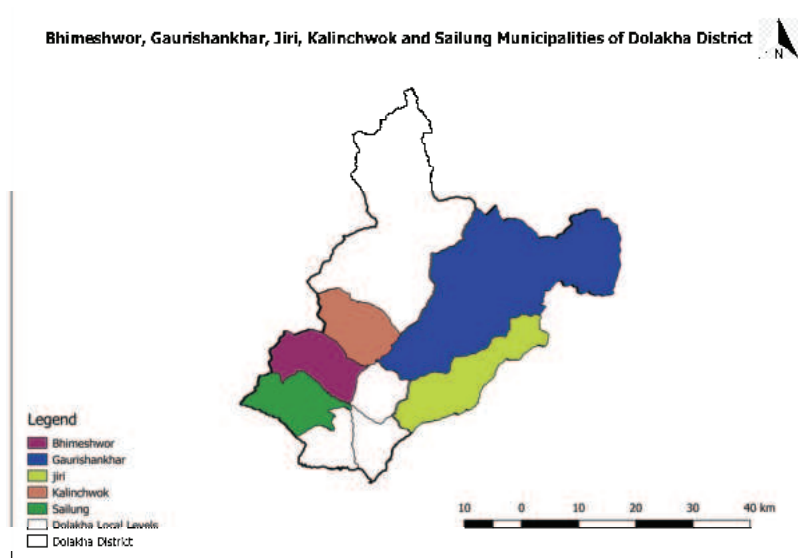 Bhimeshwor, Gaurishankhar, Jiri, Kalinchwok and Sailung Municipalities of Dolakha District
N
Legend
Bhimeshwor
Gaurishankhar
jiri
Kalinchwok
Sailung
Dolakha Local Levels
Dolakha District
10 0 10 20 30 40 km